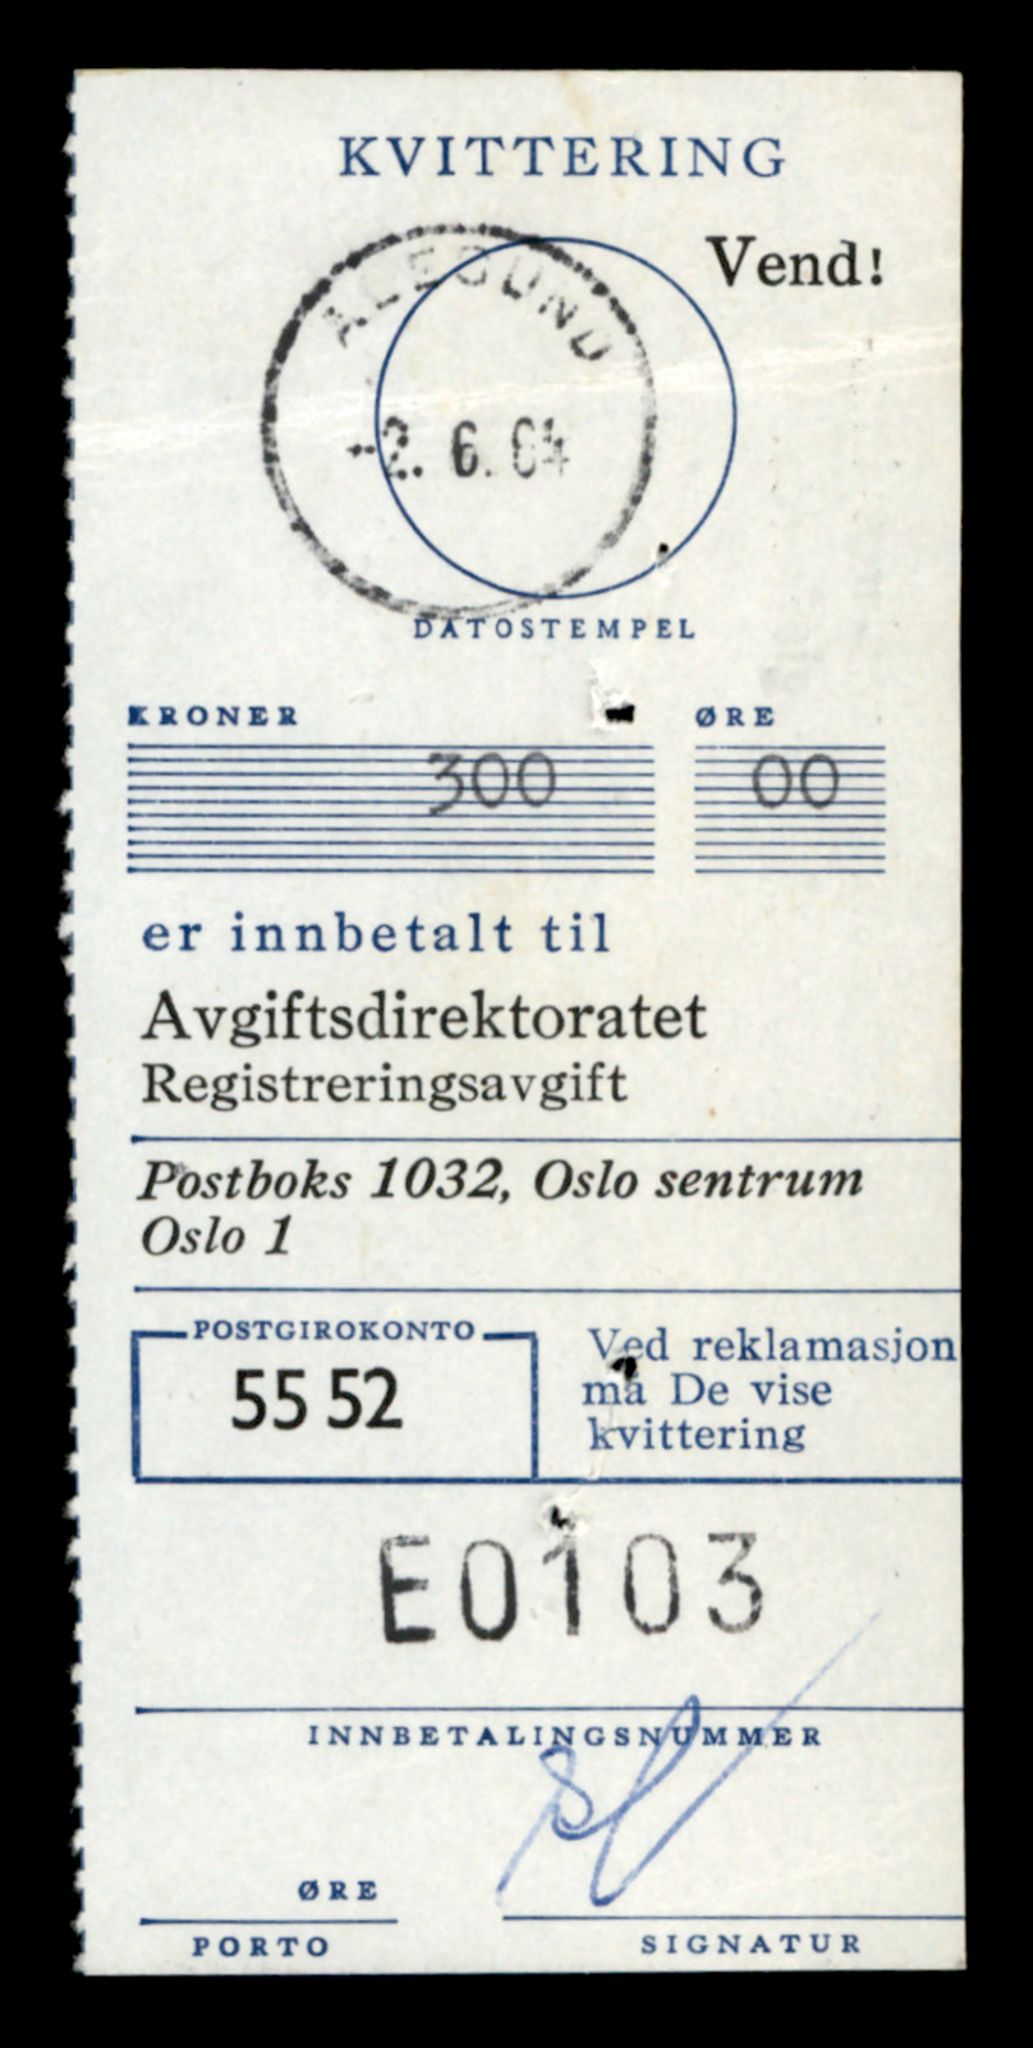 KVITTERING
Vend!
ÅLESUND
-2. 6. 64
DATOSTEMPEL
KRONER ØRE
300 00
er innbetalt til
Avgiftsdirektoratet
Registreringsavgift
Postboks 1032, Oslo sentrum
Oslo 1
POSTGIROKONTO
55 52
Ved reklamasjon
må De vise
kvittering
E0103
INNBETALINGSNUMMER
ØRE
PORTO
SIGNATUR